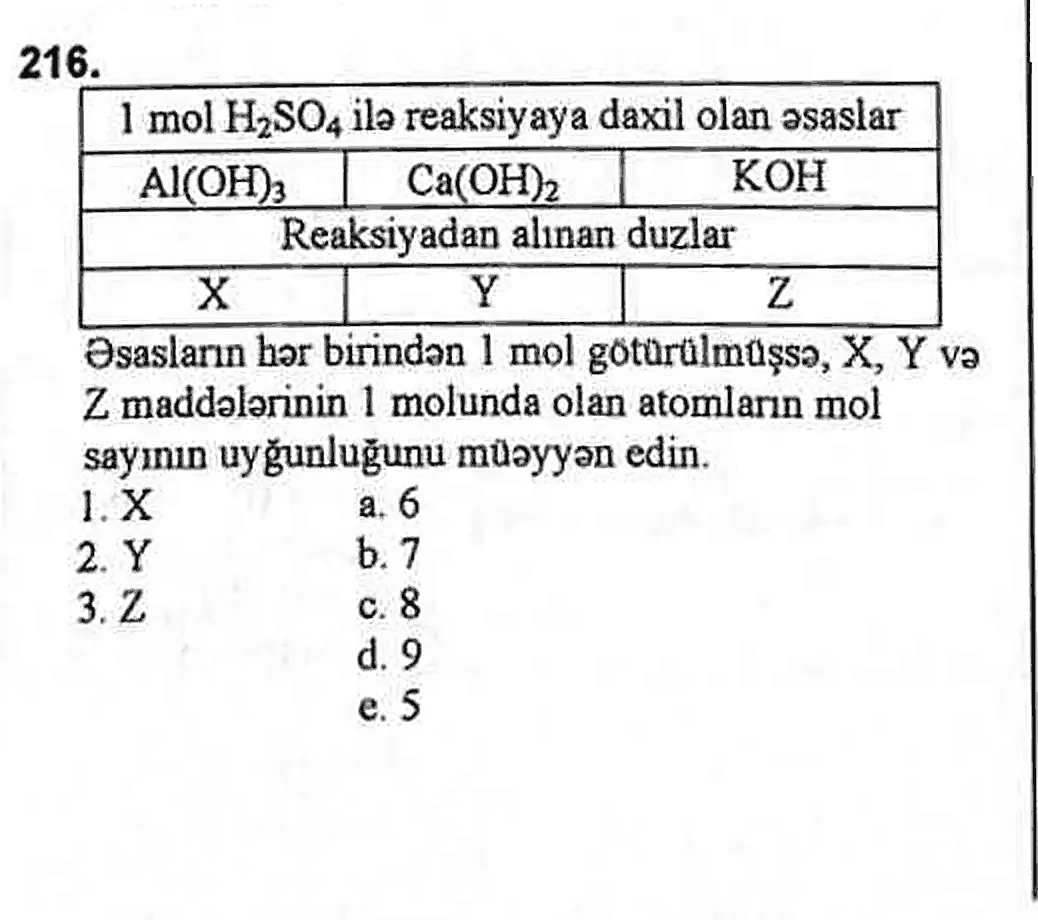 216.
1 mol H₂SO₄ ilə reaksiyaya daxil olan əsaslar
Al(OH)₃ Ca(OH)₂ KOH
Reaksiyadan alınan duzlar
X Y Z
Əsasların hər birindən 1 mol götürülmüşsə, X, Y və
Z maddələrinin 1 molunda olan atomların mol
sayının uyğunluğunu müəyyən edin.
1. X a. 6
2. Y b. 7
3. Z c. 8
d. 9
e. 5